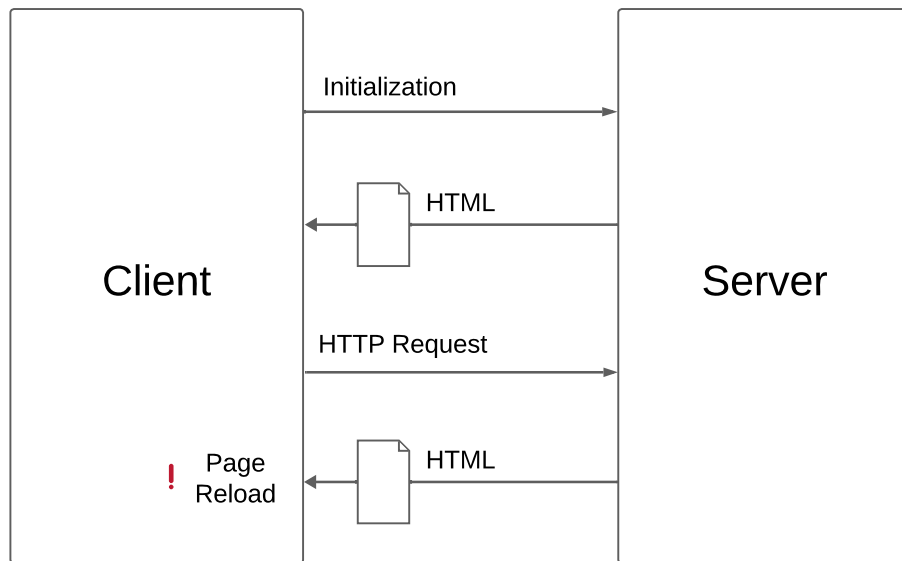 Initialization
HTML
Client
Server
HTTP Request
HTML
! Page
Reload